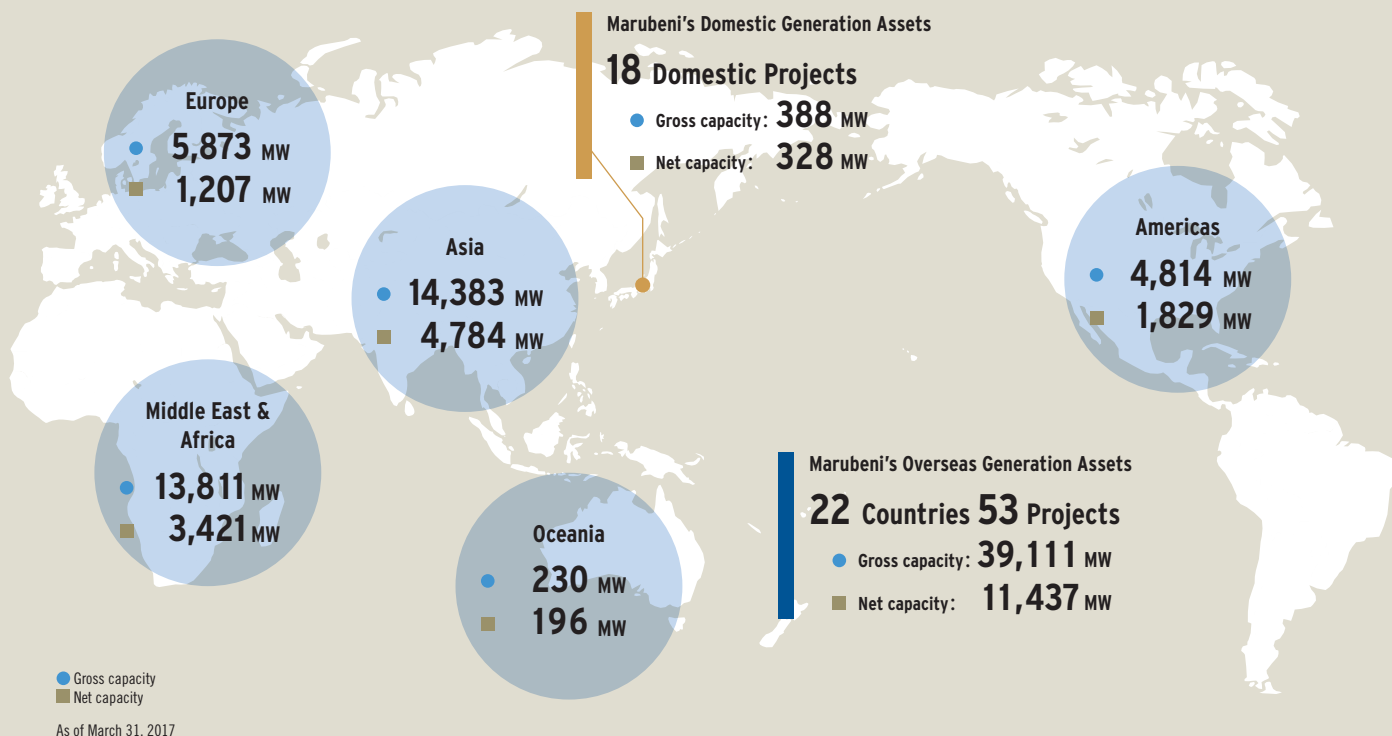 Marubeni's Domestic Generation Assets
18 Domestic Projects
Gross capacity: 388 MW
Net capacity: 328 MW
Europe
5,873 MW
1,207 MW
Asia
14,383 MW
4,784 MW
Americas
4,814 MW
1,829 MW
Middle East &
Africa
13,811 MW
3,421 MW
Oceania
230 MW
196 MW
Marubeni's Overseas Generation Assets
22 Countries 53 Projects
Gross capacity: 39,111 MW
Net capacity: 11,437 MW
Gross capacity
Net capacity
As of March 31, 2017